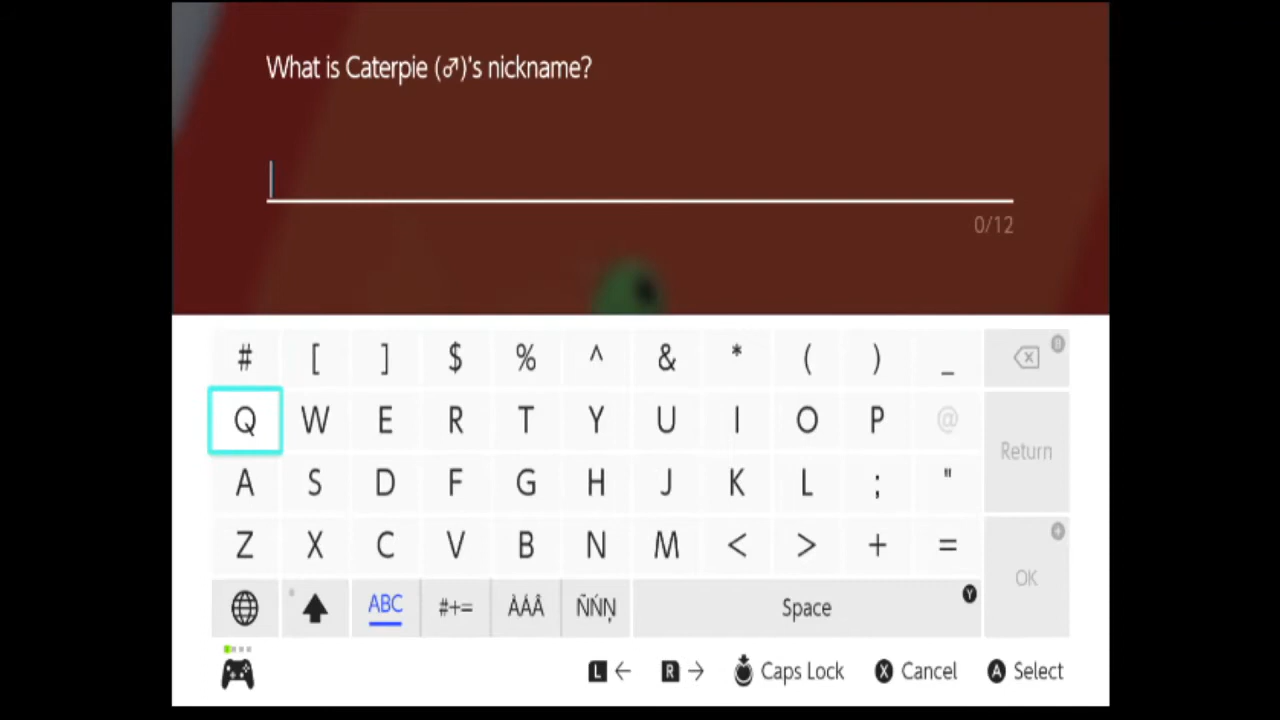 What is Caterpie (♂)'s nickname?
0/12
# [ ] $ % ^ & * ( ) _
Q W E R T Y U I O P @
Return
A S D F G H J K L ; "
Z X C V B N M < > + =
OK
ABC #+= ÀÁÂ ÑŃŅ Space Y
L ← R → Caps Lock X Cancel A Select